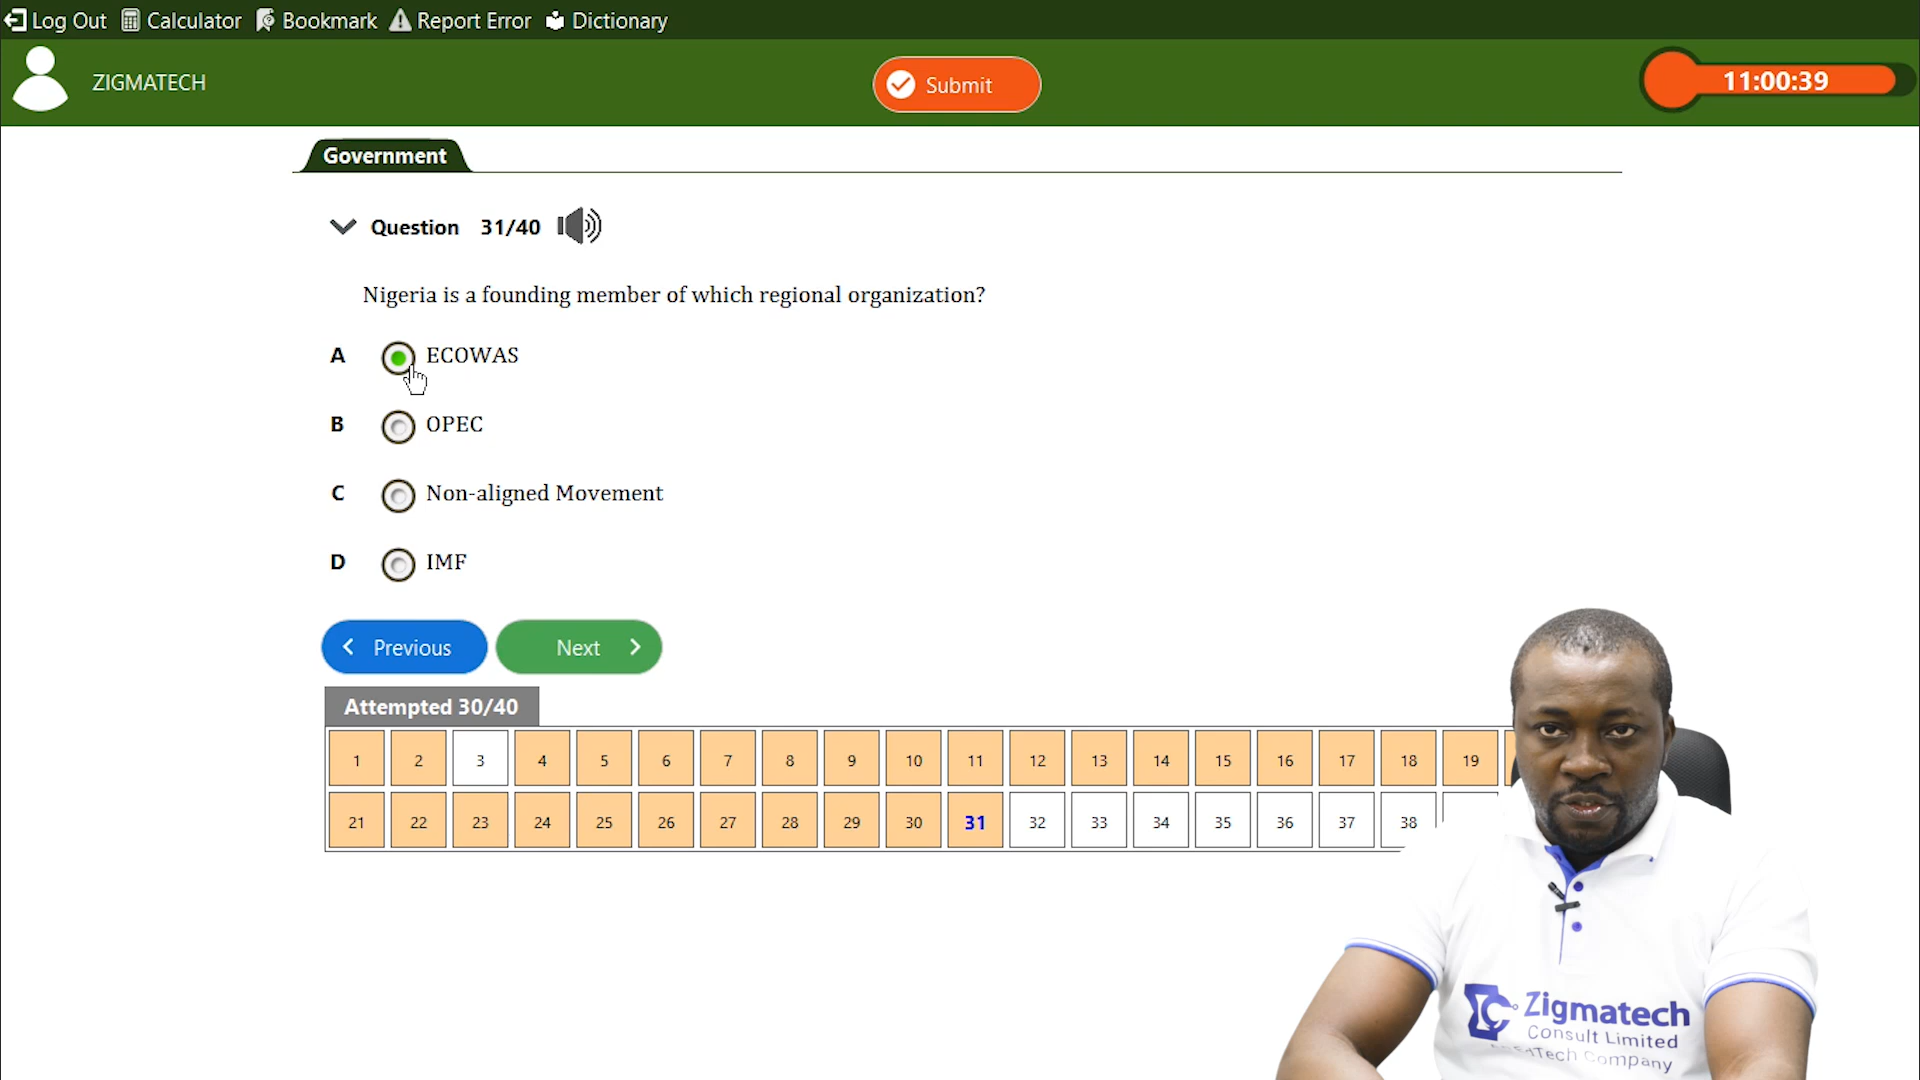 Log Out Calculator Bookmark Report Error Dictionary
ZIGMATECH
Submit
11:00:39
Government
Question 31/40
Nigeria is a founding member of which regional organization?
A ECOWAS
B OPEC
C Non-aligned Movement
D IMF
Previous Next
Attempted 30/40
1 2 3 4 5 6 7 8 9 10 11 12 13 14 15 16 17 18 19
21 22 23 24 25 26 27 28 29 30 31 32 33 34 35 36 37 38
Zigmatech
Consult Limited
Tech Company